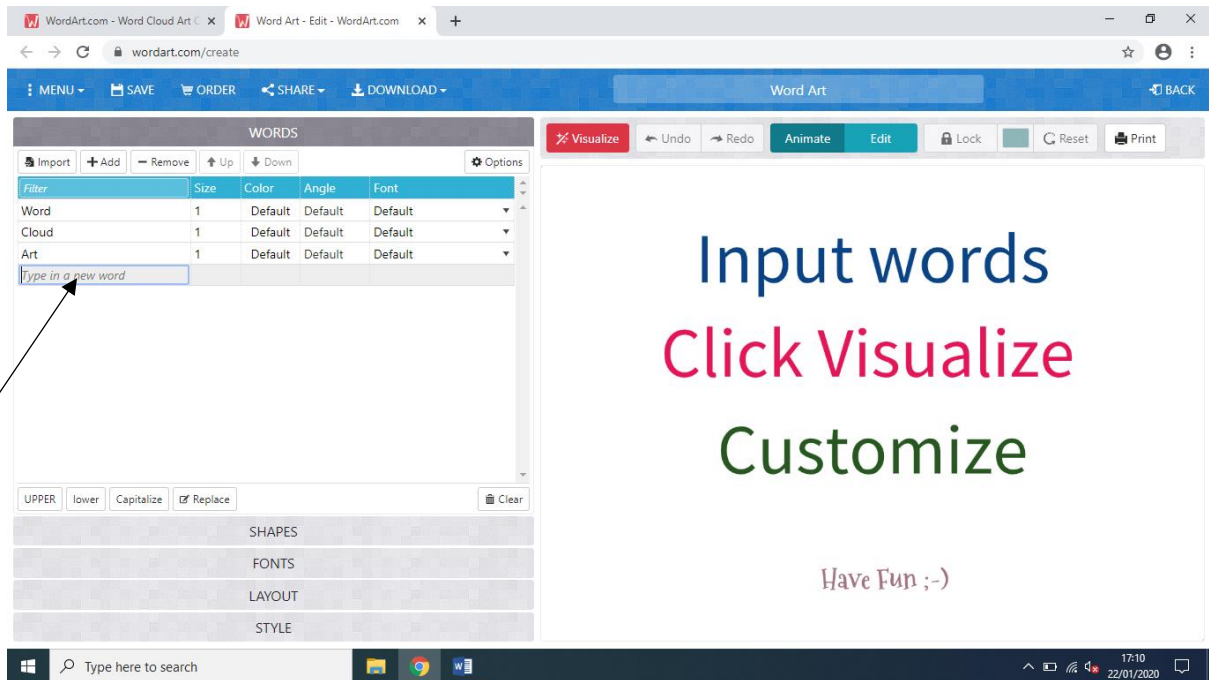 WordArt.com - Word Cloud Art C
Word Art - Edit - WordArt.com
wordart.com/create
MENU SAVE ORDER SHARE DOWNLOAD Word Art BACK
WORDS
Visualize Undo Redo Animate Edit Lock Reset Print
Import Add Remove Up Down Options
Filter Size Color Angle Font
Word 1 Default Default Default
Cloud 1 Default Default Default
Art 1 Default Default Default
Type in a new word
Input words
Click Visualize
Customize
Have Fun ;-)
UPPER lower Capitalize Replace Clear
SHAPES
FONTS
LAYOUT
STYLE
Type here to search
17:10
22/01/2020